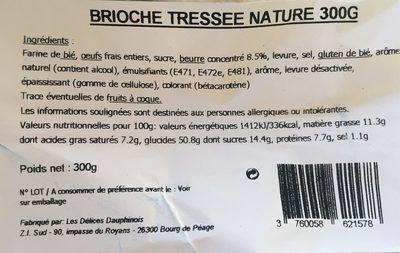 BRIOCHE TRESSEE NATURE 300G
Ingrédients :
Farine de blé, oeufs frais entiers, sucre, beurre concentré 8.5%, levure, sel, gluten de blé, arôme
naturel (contient alcool), émulsifiants (E471, E472e, E481), arôme, levure désactivée,
épaississant (gomme de cellulose), colorant (bétacarotène)
Trace éventuelles de fruits à coque.
Les informations soulignées sont destinées aux personnes allergiques ou intolérantes.
Valeurs nutritionnelles pour 100g: valeurs énergétiques 1412kJ/336kcal, matière grasse 11.3g
dont acides gras saturés 7.2g, glucides 50.8g dont sucres 14.4g, protéines 7.7g, sel 1.1g
Poids net : 300g
N° LOT / A consommer de préférence avant le : Voir
sur emballage
Fabriqué par: Les Délices Dauphinois
Z.I. Sud - 90, impasse du Royans - 26300 Bourg de Péage
3 760058 621578